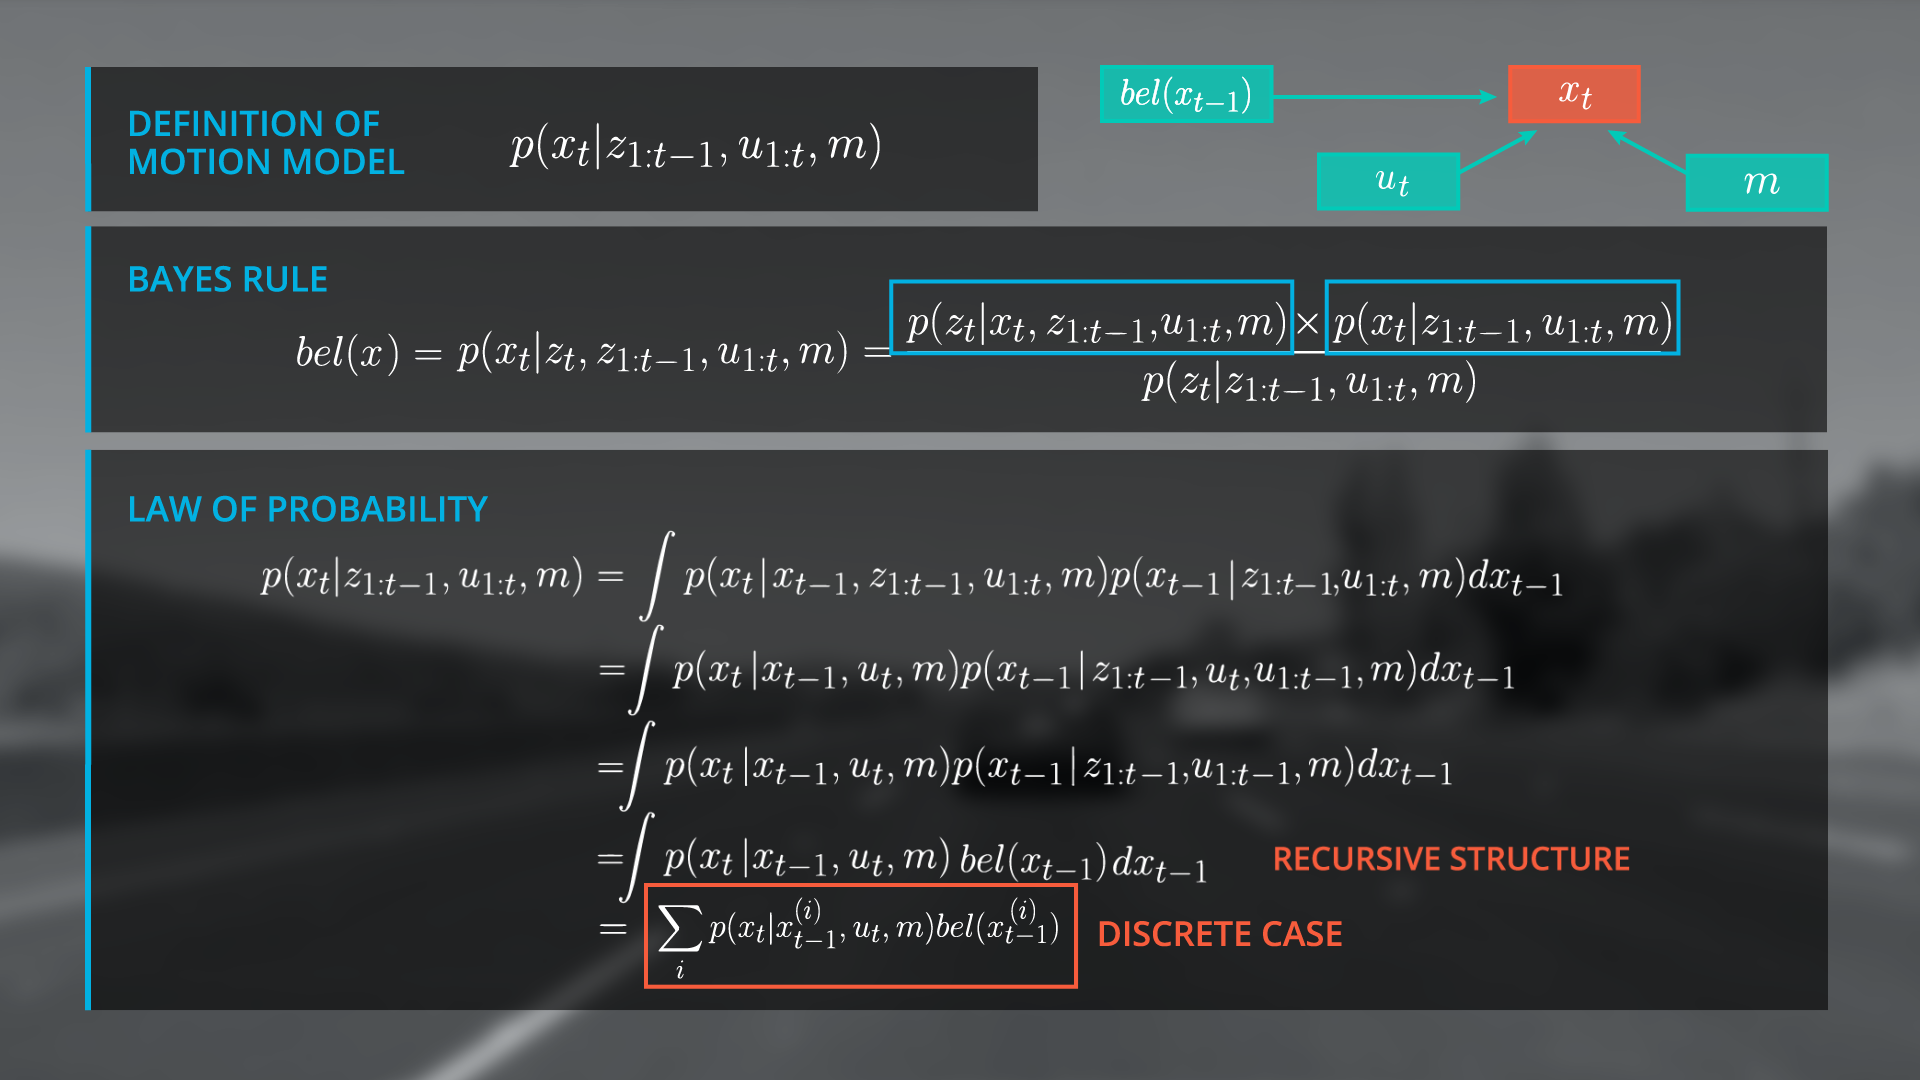 DEFINITION OF
MOTION MODEL
p(x_t|z_{1:t−1}, u_{1:t}, m)
bel(x_{t−1})
x_t
u_t
m
BAYES RULE
bel(x) = p(x_t|z_t, z_{1:t−1}, u_{1:t}, m) = \frac{p(z_t|x_t, z_{1:t−1}, u_{1:t}, m) × p(x_t|z_{1:t−1}, u_{1:t}, m)}{p(z_t|z_{1:t−1}, u_{1:t}, m)}
LAW OF PROBABILITY
p(x_t|z_{1:t−1}, u_{1:t}, m) = ∫ p(x_t|x_{t−1}, z_{1:t−1}, u_{1:t}, m)p(x_{t−1}|z_{1:t−1}, u_{1:t}, m)dx_{t−1}
= ∫ p(x_t|x_{t−1}, u_t, m)p(x_{t−1}|z_{1:t−1}, u_t, u_{1:t−1}, m)dx_{t−1}
= ∫ p(x_t|x_{t−1}, u_t, m)p(x_{t−1}|z_{1:t−1}, u_{1:t−1}, m)dx_{t−1}
= ∫ p(x_t|x_{t−1}, u_t, m) bel(x_{t−1})dx_{t−1} RECURSIVE STRUCTURE
= ∑_i p(x_t|x_{t−1}^{(i)}, u_t, m)bel(x_{t−1}^{(i)}) DISCRETE CASE